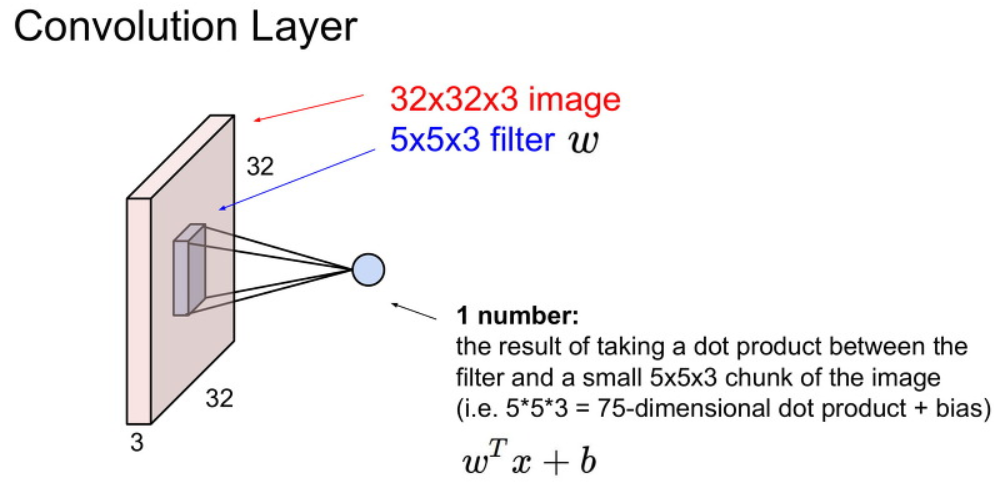 Convolution Layer
32x32x3 image
5x5x3 filter w
32
32
3
1 number:
the result of taking a dot product between the
filter and a small 5x5x3 chunk of the image
(i.e. 5*5*3 = 75-dimensional dot product + bias)
w^T x + b